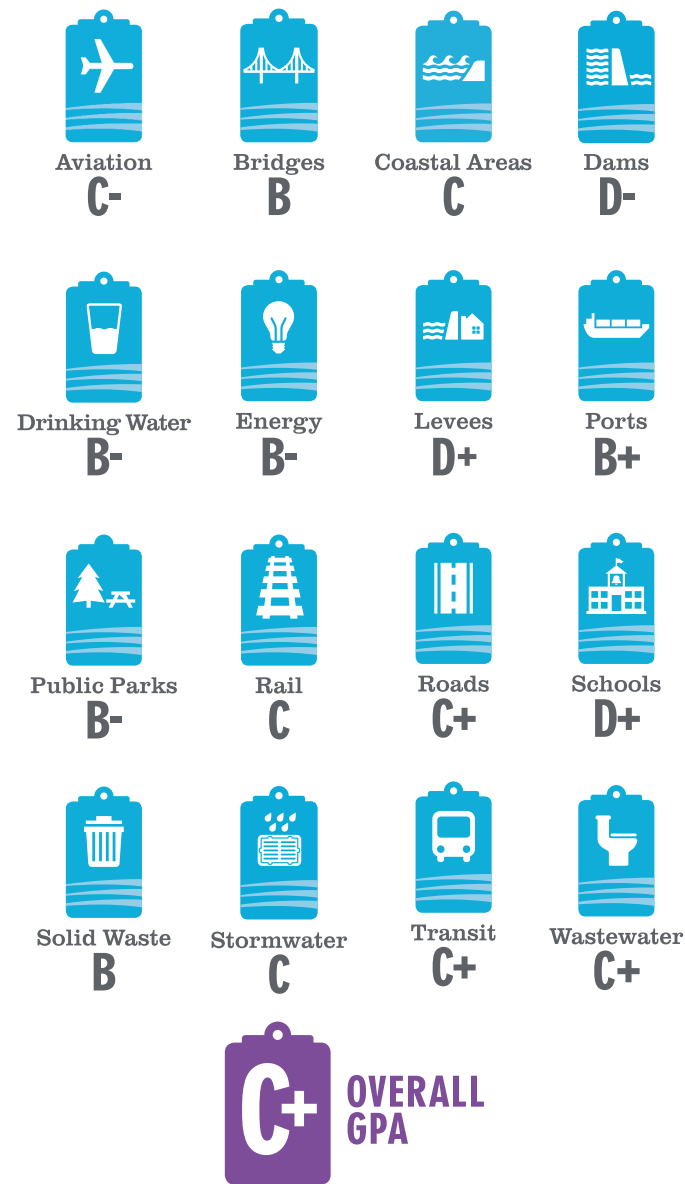 Aviation
C-
Bridges
B
Coastal Areas
C
Dams
D-
Drinking Water
B-
Energy
B-
Levees
D+
Ports
B+
Public Parks
B-
Rail
C
Roads
C+
Schools
D+
Solid Waste
B
Stormwater
C
Transit
C+
Wastewater
C+
C+
OVERALL
GPA